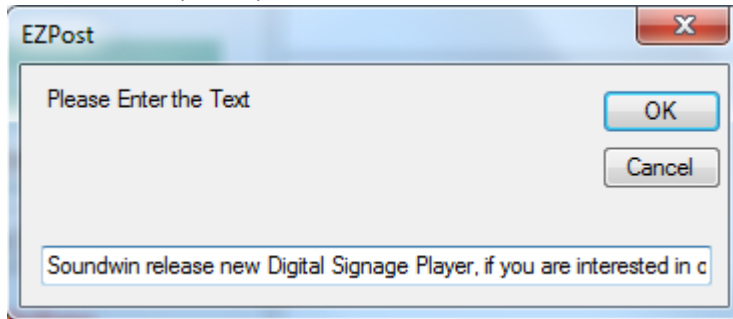 EZPost
Please Enter the Text
OK
Cancel
Soundwin release new Digital Signage Player, if you are interested in